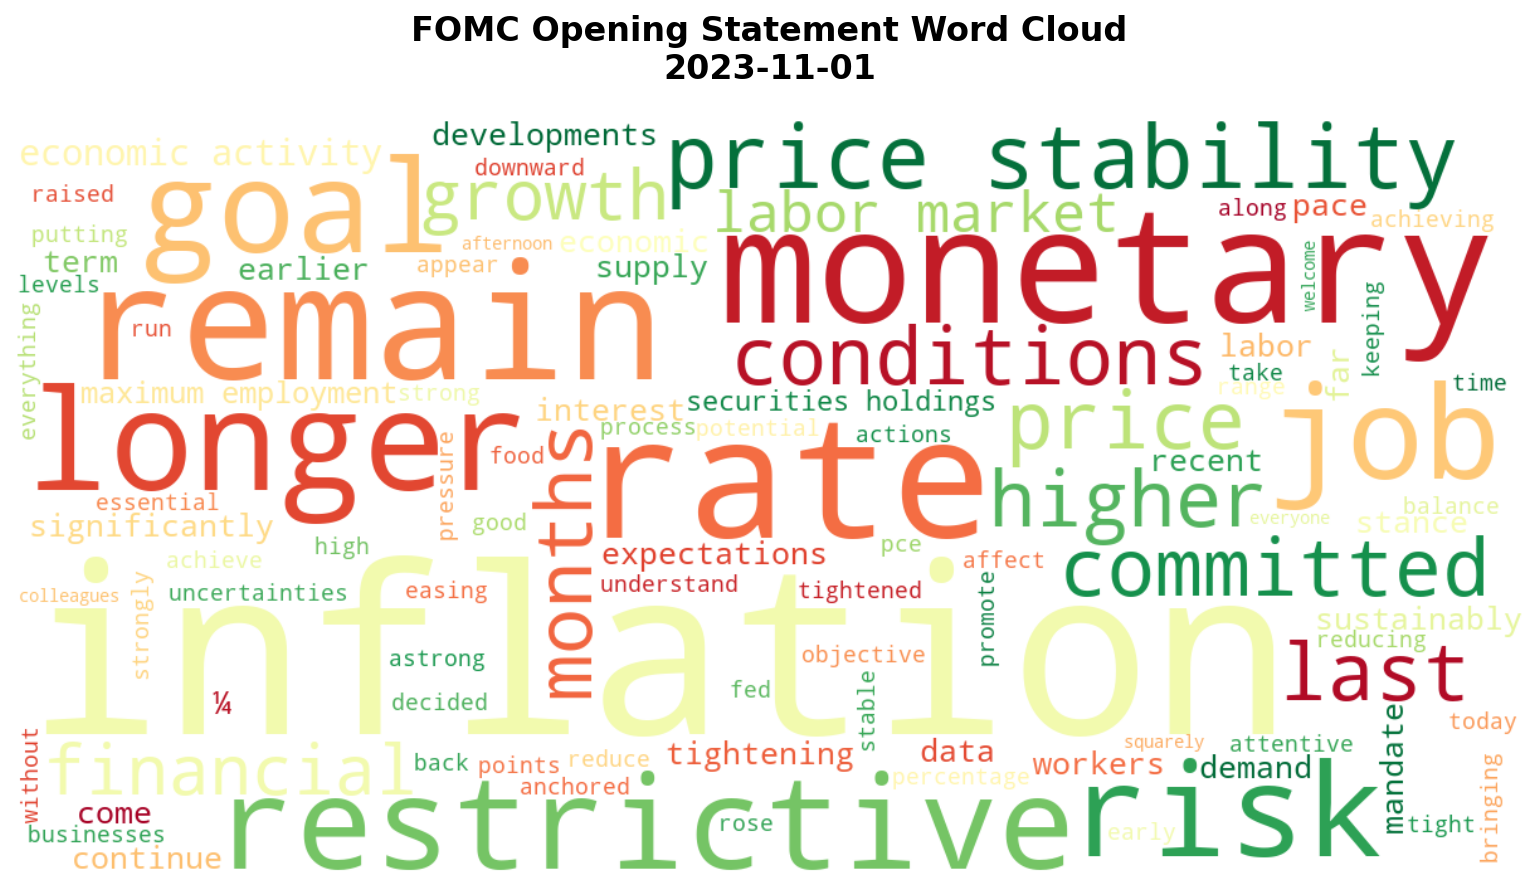 FOMC Opening Statement Word Cloud
2023-11-01
developments
price stability
economic activity
goal
downward
growth
raised
labor market
along
pace
achieving
putting
afternoon
economic
monetary
term
earlier
appear
supply
welcome
levels
remain
keeping
everything
run
conditions
labor
far
take
range
time
maximum employment
strong
longer
interest
securities holdings
price
job
process
potential
actions
months
rate
pressure
food
recent
higher
essential
significantly
good
everyone
balance
stance
high
expectations
pce
affect
committed
achieve
inflation
colleagues
strongly
uncertainties
easing
understand
tightened
promote
sustainably
reducing
astrong
objective
last
¼
decided
fed
stable
mandate
today
without
financial
back
points
reduce
tightening
data
squarely
attentive
workers
demand
bringing
anchored
percentage
restrictive
risk
come
businesses
rose
early
tight
continue